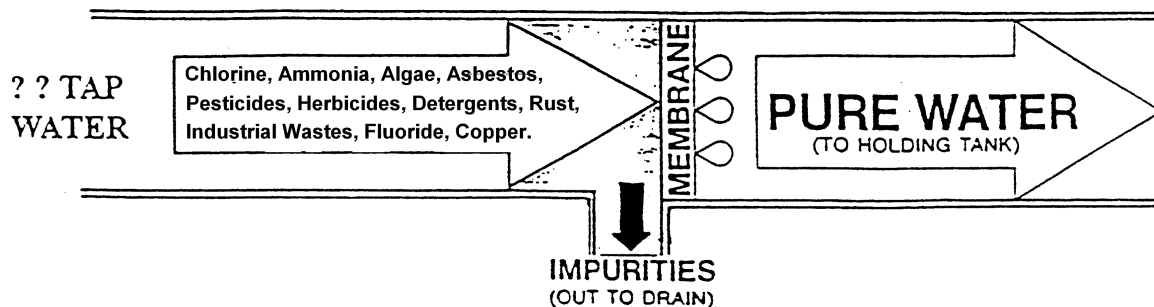 ? ? TAP
WATER
Chlorine, Ammonia, Algae, Asbestos,
Pesticides, Herbicides, Detergents, Rust,
Industrial Wastes, Fluoride, Copper.
MEMBRANE
PURE WATER
(TO HOLDING TANK)
IMPURITIES
(OUT TO DRAIN)